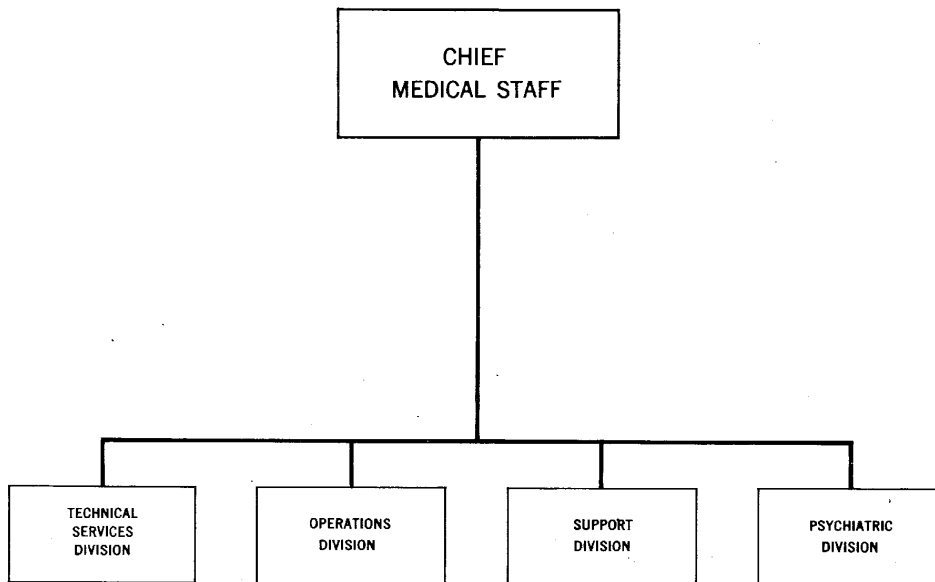 CHIEF
MEDICAL STAFF
TECHNICAL
SERVICES
DIVISION
OPERATIONS
DIVISION
SUPPORT
DIVISION
PSYCHIATRIC
DIVISION